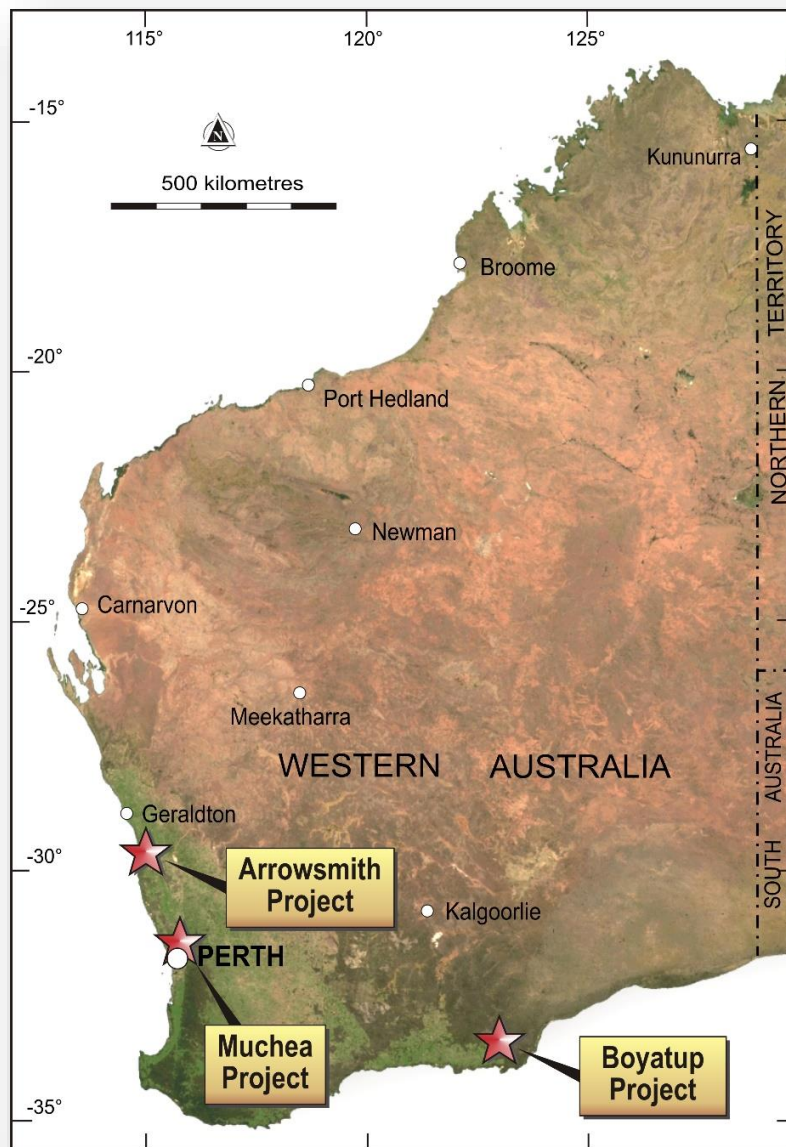 115°
120°
125°
-15°
N
500 kilometres
Kununurra
Broome
NORTHERN TERRITORY
-20°
Port Hedland
Newman
-25°
Carnarvon
Meekatharra
WESTERN AUSTRALIA
SOUTH AUSTRALIA
Geraldton
-30°
Arrowsmith
Project
Kalgoorlie
PERTH
Muchea
Project
Boyatup
Project
-35°